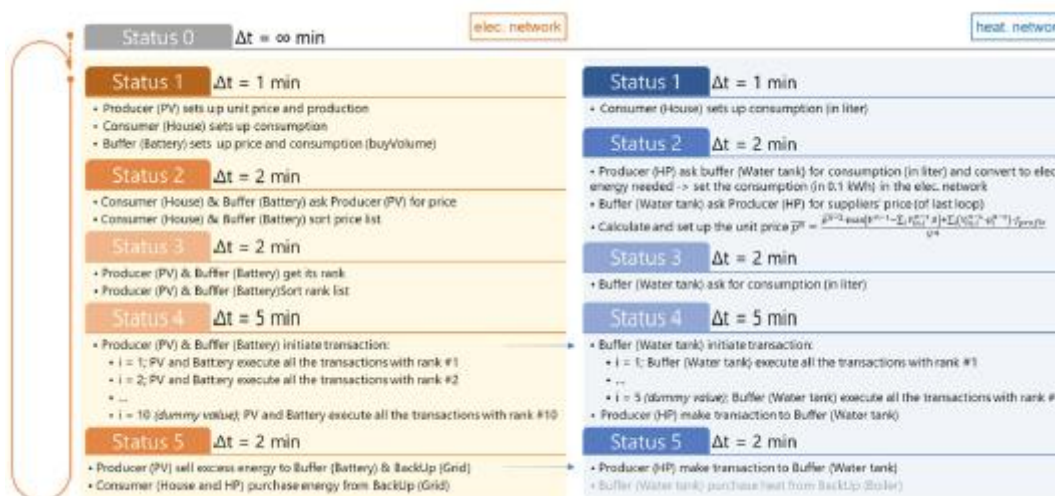 elec. network
heat. networ
Status 0 Δt = ∞ min
Status 1 Δt = 1 min
• Producer (PV) sets up unit price and production
• Consumer (House) sets up consumption
• Buffer (Battery) sets up price and consumption (buyVolume)
Status 2 Δt = 2 min
• Consumer (House) & Buffer (Battery) ask Producer (PV) for price
• Consumer (House) & Buffer (Battery) sort price list
Status 3 Δt = 2 min
• Producer (PV) & Buffer (Battery) get its rank
• Producer (PV) & Buffer (Battery)Sort rank list
Status 4 Δt = 5 min
• Producer (PV) & Buffer (Battery) initiate transaction:
• i = 1; PV and Battery execute all the transactions with rank #1
• i = 2; PV and Battery execute all the transactions with rank #2
• ...
• i = 10 (dummy value); PV and Battery execute all the transactions with rank #10
Status 5 Δt = 2 min
• Producer (PV) sell excess energy to Buffer (Battery) & BackUp (Grid)
• Consumer (House and HP) purchase energy from BackUp (Grid)
Status 1 Δt = 1 min
• Consumer (House) sets up consumption (in liter)
Status 2 Δt = 2 min
• Producer (HP) ask buffer (Water tank) for consumption (in liter) and convert to elec
energy needed -> set the consumption (in 0.1 kWh) in the elec. network
• Buffer (Water tank) ask Producer (HP) for suppliers' price (of last loop)
• Calculate and set up the unit price
Status 3 Δt = 2 min
• Buffer (Water tank) ask for consumption (in liter)
Status 4 Δt = 5 min
• Buffer (Water tank) initiate transaction:
• i = 1; Buffer (Water tank) execute all the transactions with rank #1
• ...
• i = 5 (dummy value); Buffer (Water tank) execute all the transactions with rank #
• Producer (HP) make transaction to Buffer (Water tank)
Status 5 Δt = 2 min
• Producer (HP) make transaction to Buffer (Water tank)
• Buffer (Water tank) purchase heat from BackUp (Boiler)